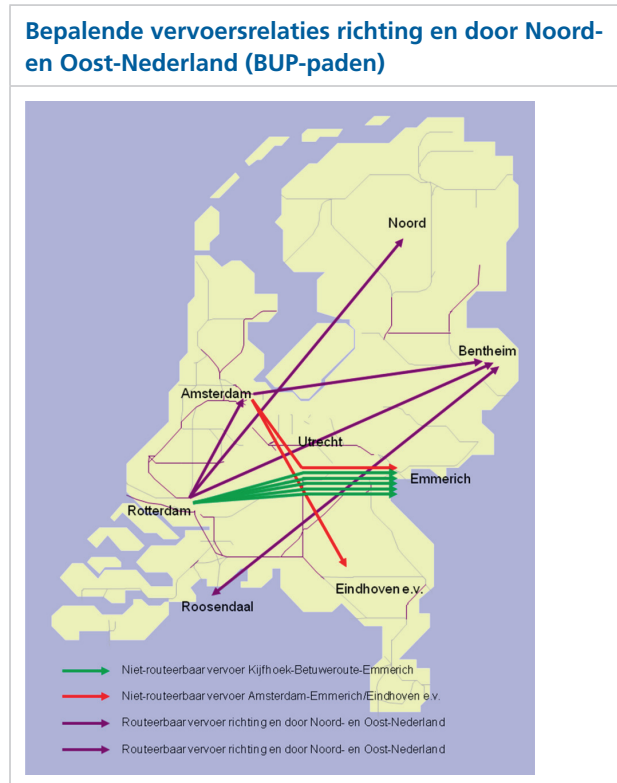 Bepalende vervoersrelaties richting en door Noord-
en Oost-Nederland (BUP-paden)
Noord
Bentheim
Amsterdam
Utrecht
Emmerich
Rotterdam
Eindhoven e.v.
Roosendaal
Niet-routeerbaar vervoer Kijfhoek-Betuweroute-Emmerich
Niet-routeerbaar vervoer Amsterdam-Emmerich/Eindhoven e.v.
Routeerbaar vervoer richting en door Noord- en Oost-Nederland
Routeerbaar vervoer richting en door Noord- en Oost-Nederland